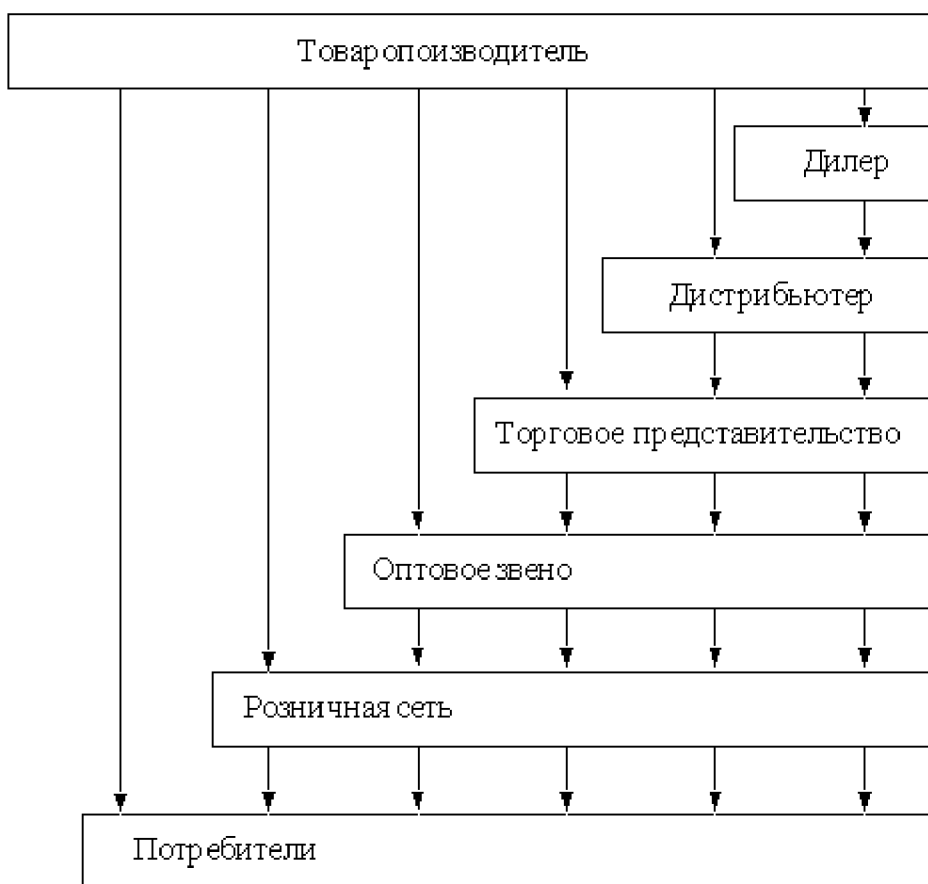 Товаропоизводитель
Дилер
Дистрибьютер
Торговое представительство
Оптовое звено
Розничная сеть
Потребители